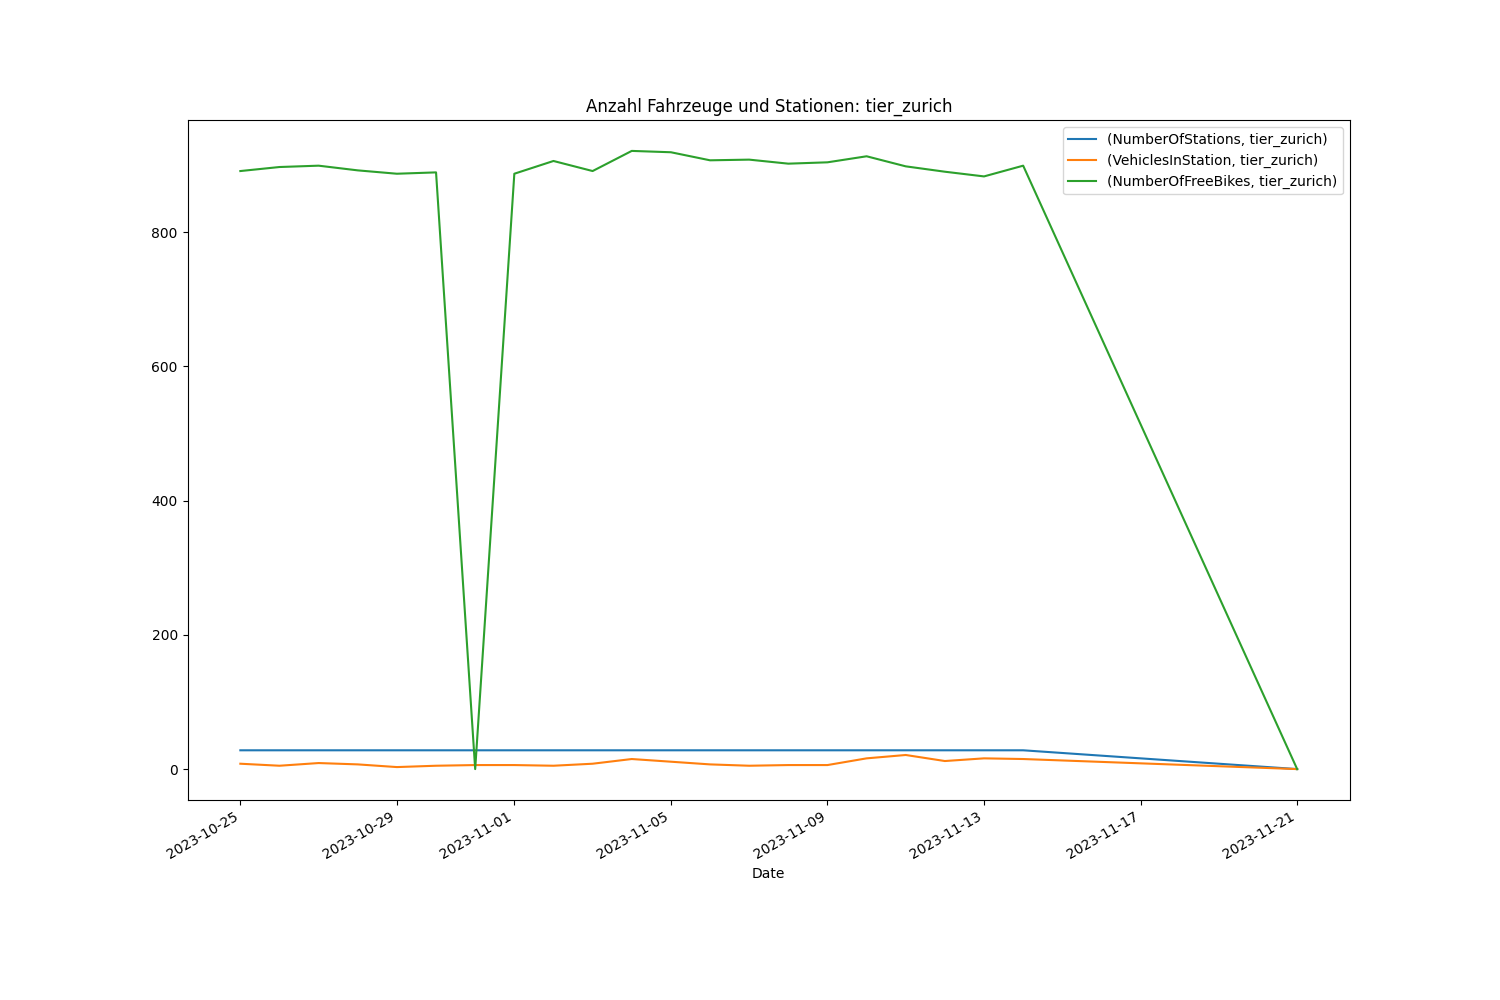 Anzahl Fahrzeuge und Stationen: tier_zurich
(NumberOfStations, tier_zurich)
(VehiclesInStation, tier_zurich)
(NumberOfFreeBikes, tier_zurich)
800
600
400
200
0
2023-10-25
2023-10-29
2023-11-01
2023-11-05
2023-11-09
2023-11-13
2023-11-17
2023-11-21
Date